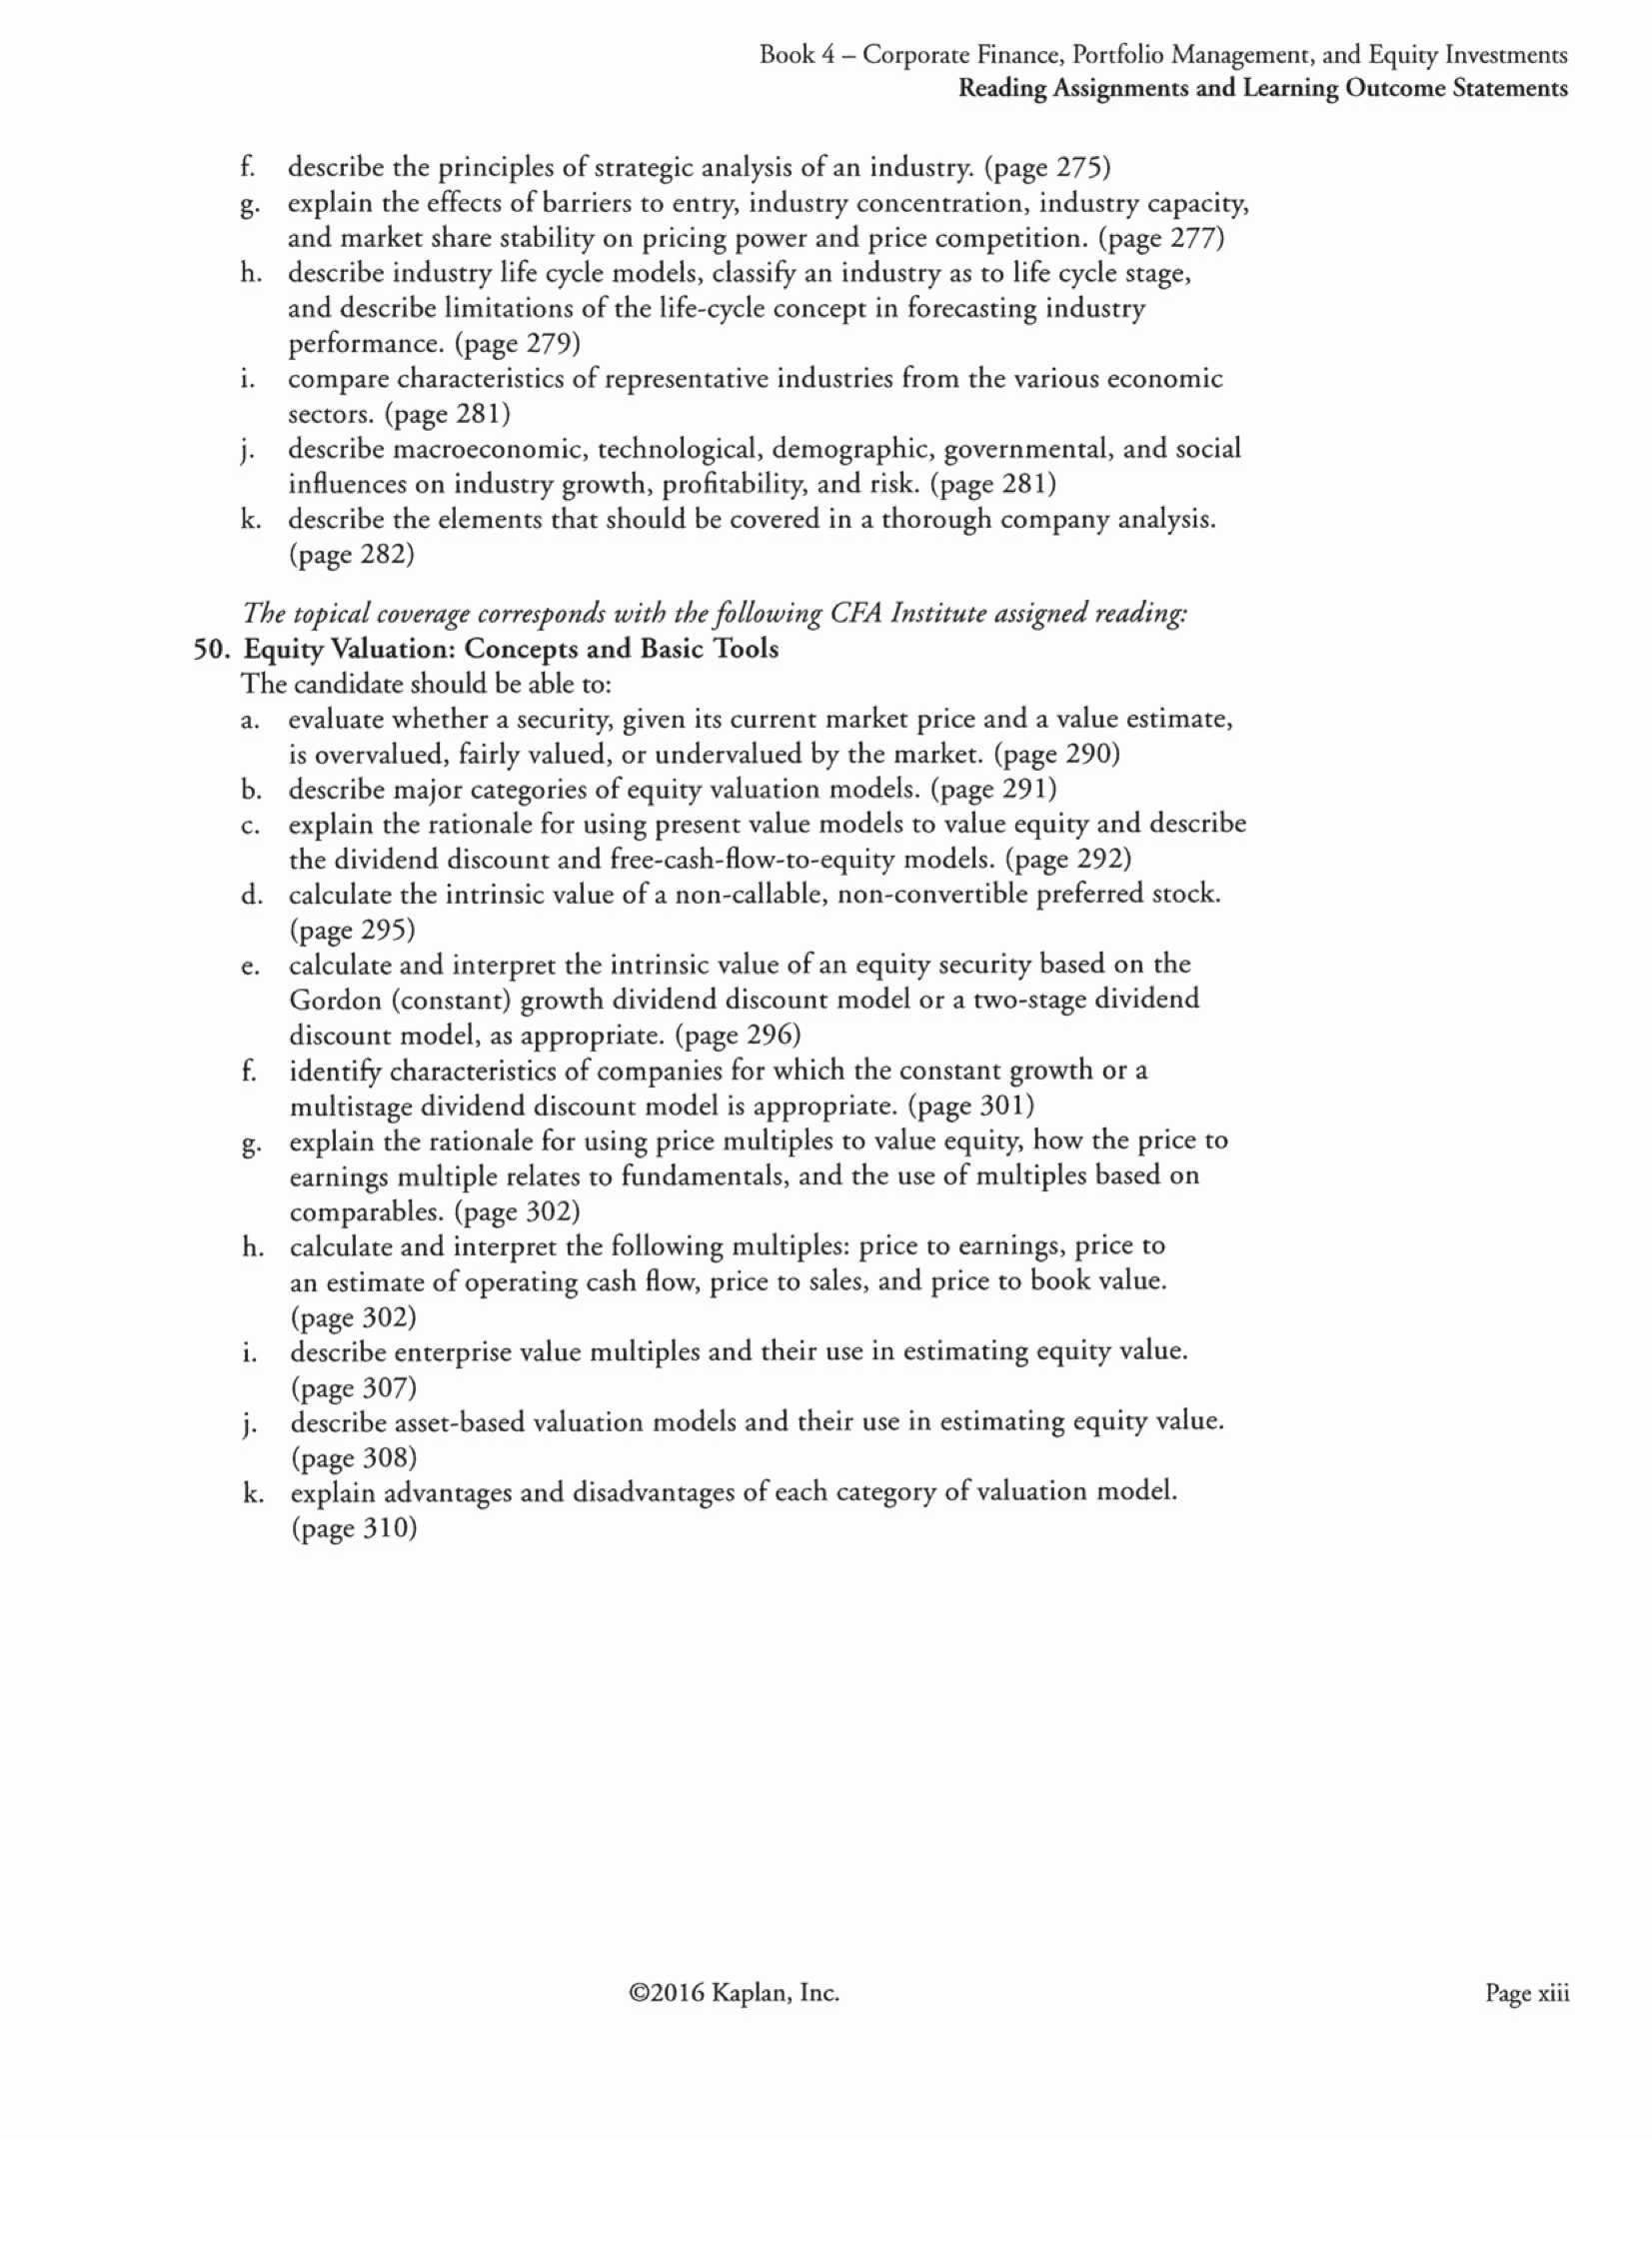 Book 4 – Corporate Finance, Portfolio Management, and Equity Investments
Reading Assignments and Learning Outcome Statements
f. describe the principles of strategic analysis of an industry. (page 275)
g. explain the effects of barriers to entry, industry concentration, industry capacity,
and market share stability on pricing power and price competition. (page 277)
h. describe industry life cycle models, classify an industry as to life cycle stage,
and describe limitations of the life-cycle concept in forecasting industry
performance. (page 279)
i. compare characteristics of representative industries from the various economic
sectors. (page 281)
j. describe macroeconomic, technological, demographic, governmental, and social
influences on industry growth, profitability, and risk. (page 281)
k. describe the elements that should be covered in a thorough company analysis.
(page 282)
The topical coverage corresponds with the following CFA Institute assigned reading:
50. Equity Valuation: Concepts and Basic Tools
The candidate should be able to:
a. evaluate whether a security, given its current market price and a value estimate,
is overvalued, fairly valued, or undervalued by the market. (page 290)
b. describe major categories of equity valuation models. (page 291)
c. explain the rationale for using present value models to value equity and describe
the dividend discount and free-cash-flow-to-equity models. (page 292)
d. calculate the intrinsic value of a non-callable, non-convertible preferred stock.
(page 295)
e. calculate and interpret the intrinsic value of an equity security based on the
Gordon (constant) growth dividend discount model or a two-stage dividend
discount model, as appropriate. (page 296)
f. identify characteristics of companies for which the constant growth or a
multistage dividend discount model is appropriate. (page 301)
g. explain the rationale for using price multiples to value equity, how the price to
earnings multiple relates to fundamentals, and the use of multiples based on
comparables. (page 302)
h. calculate and interpret the following multiples: price to earnings, price to
an estimate of operating cash flow, price to sales, and price to book value.
(page 302)
i. describe enterprise value multiples and their use in estimating equity value.
(page 307)
j. describe asset-based valuation models and their use in estimating equity value.
(page 308)
k. explain advantages and disadvantages of each category of valuation model.
(page 310)
©2016 Kaplan, Inc.
Page xiii